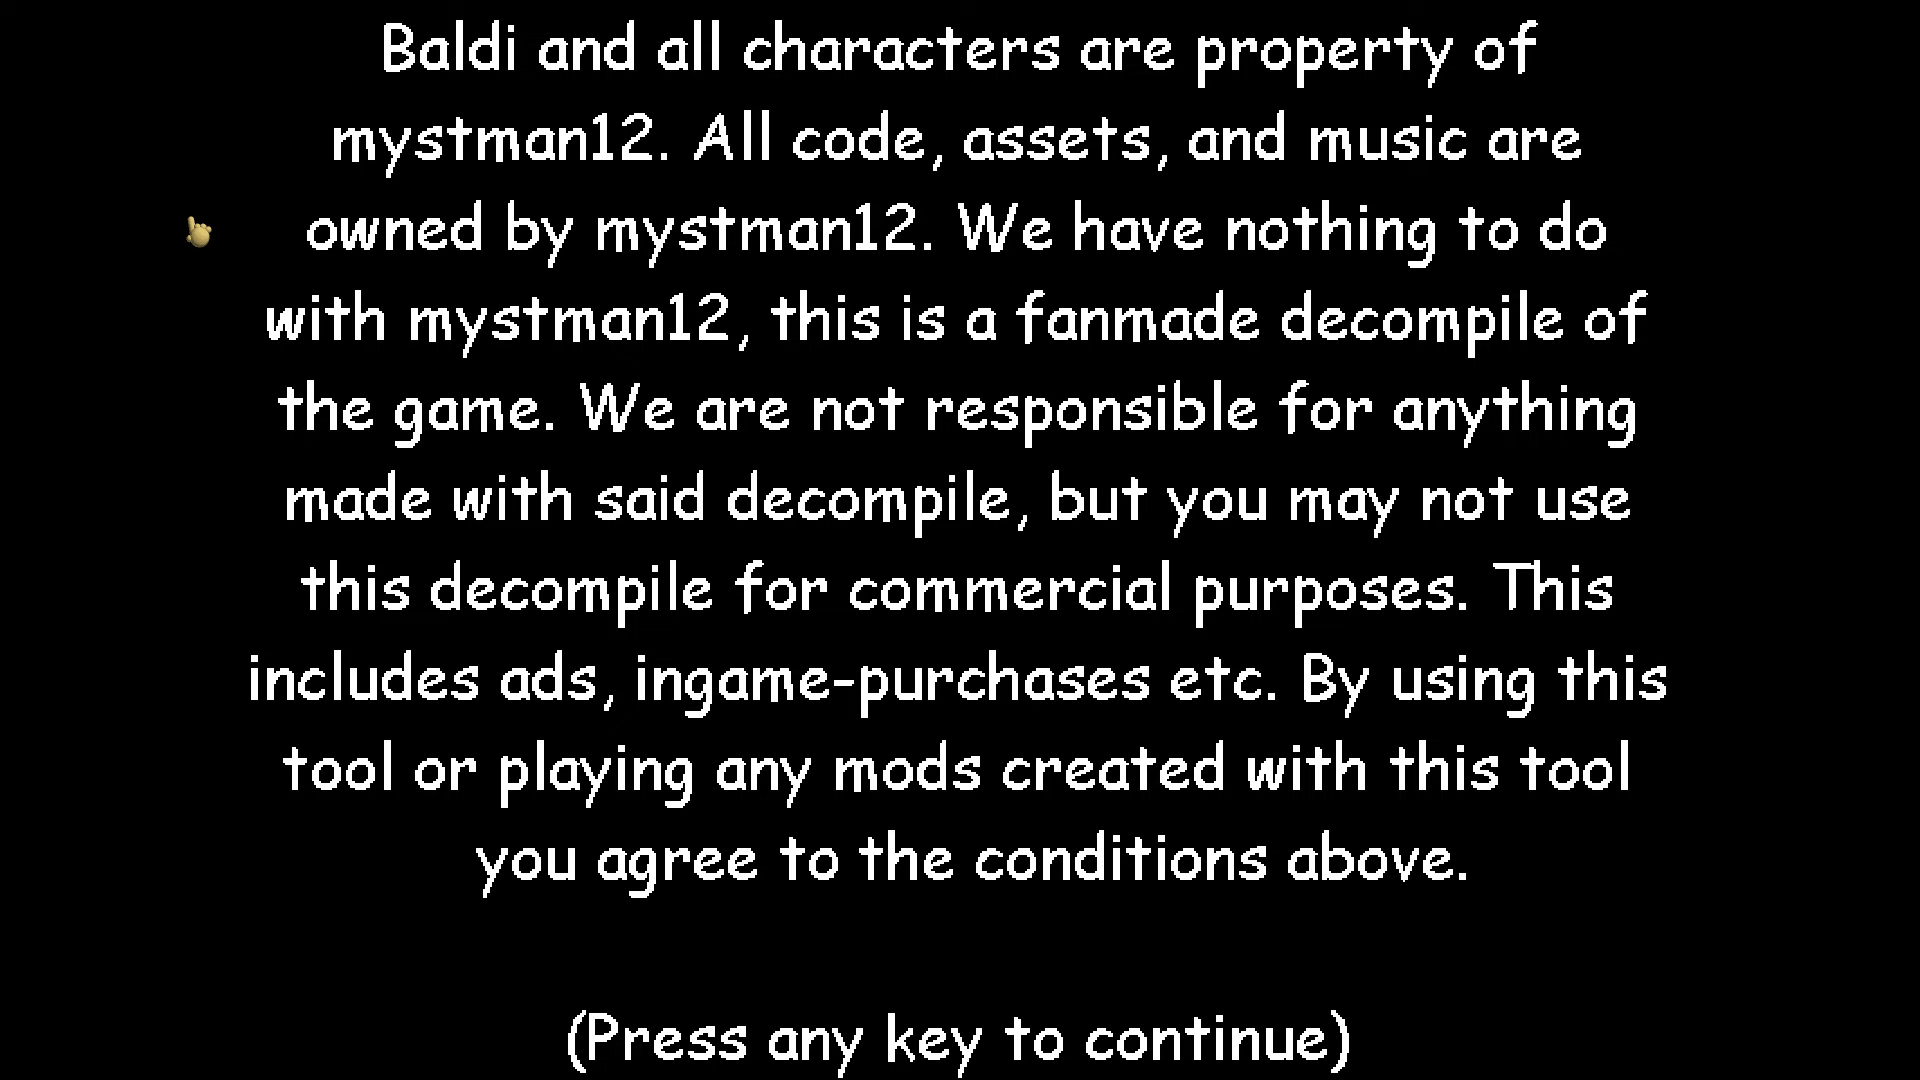 Baldi and all characters are property of
mystman12. All code, assets, and music are
owned by mystman12. We have nothing to do
with mystman12, this is a fanmade decompile of
the game. We are not responsible for anything
made with said decompile, but you may not use
this decompile for commercial purposes. This
includes ads, ingame-purchases etc. By using this
tool or playing any mods created with this tool
you agree to the conditions above.
(Press any key to continue)